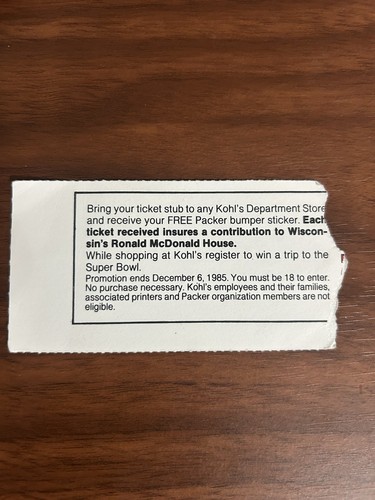 Bring your ticket stub to any Kohl's Department Store
and receive your FREE Packer bumper sticker. Each
ticket received insures a contribution to Wiscon-
sin's Ronald McDonald House.
While shopping at Kohl's register to win a trip to the
Super Bowl.
Promotion ends December 6, 1985. You must be 18 to enter.
No purchase necessary. Kohl's employees and their families,
associated printers and Packer organization members are not
eligible.